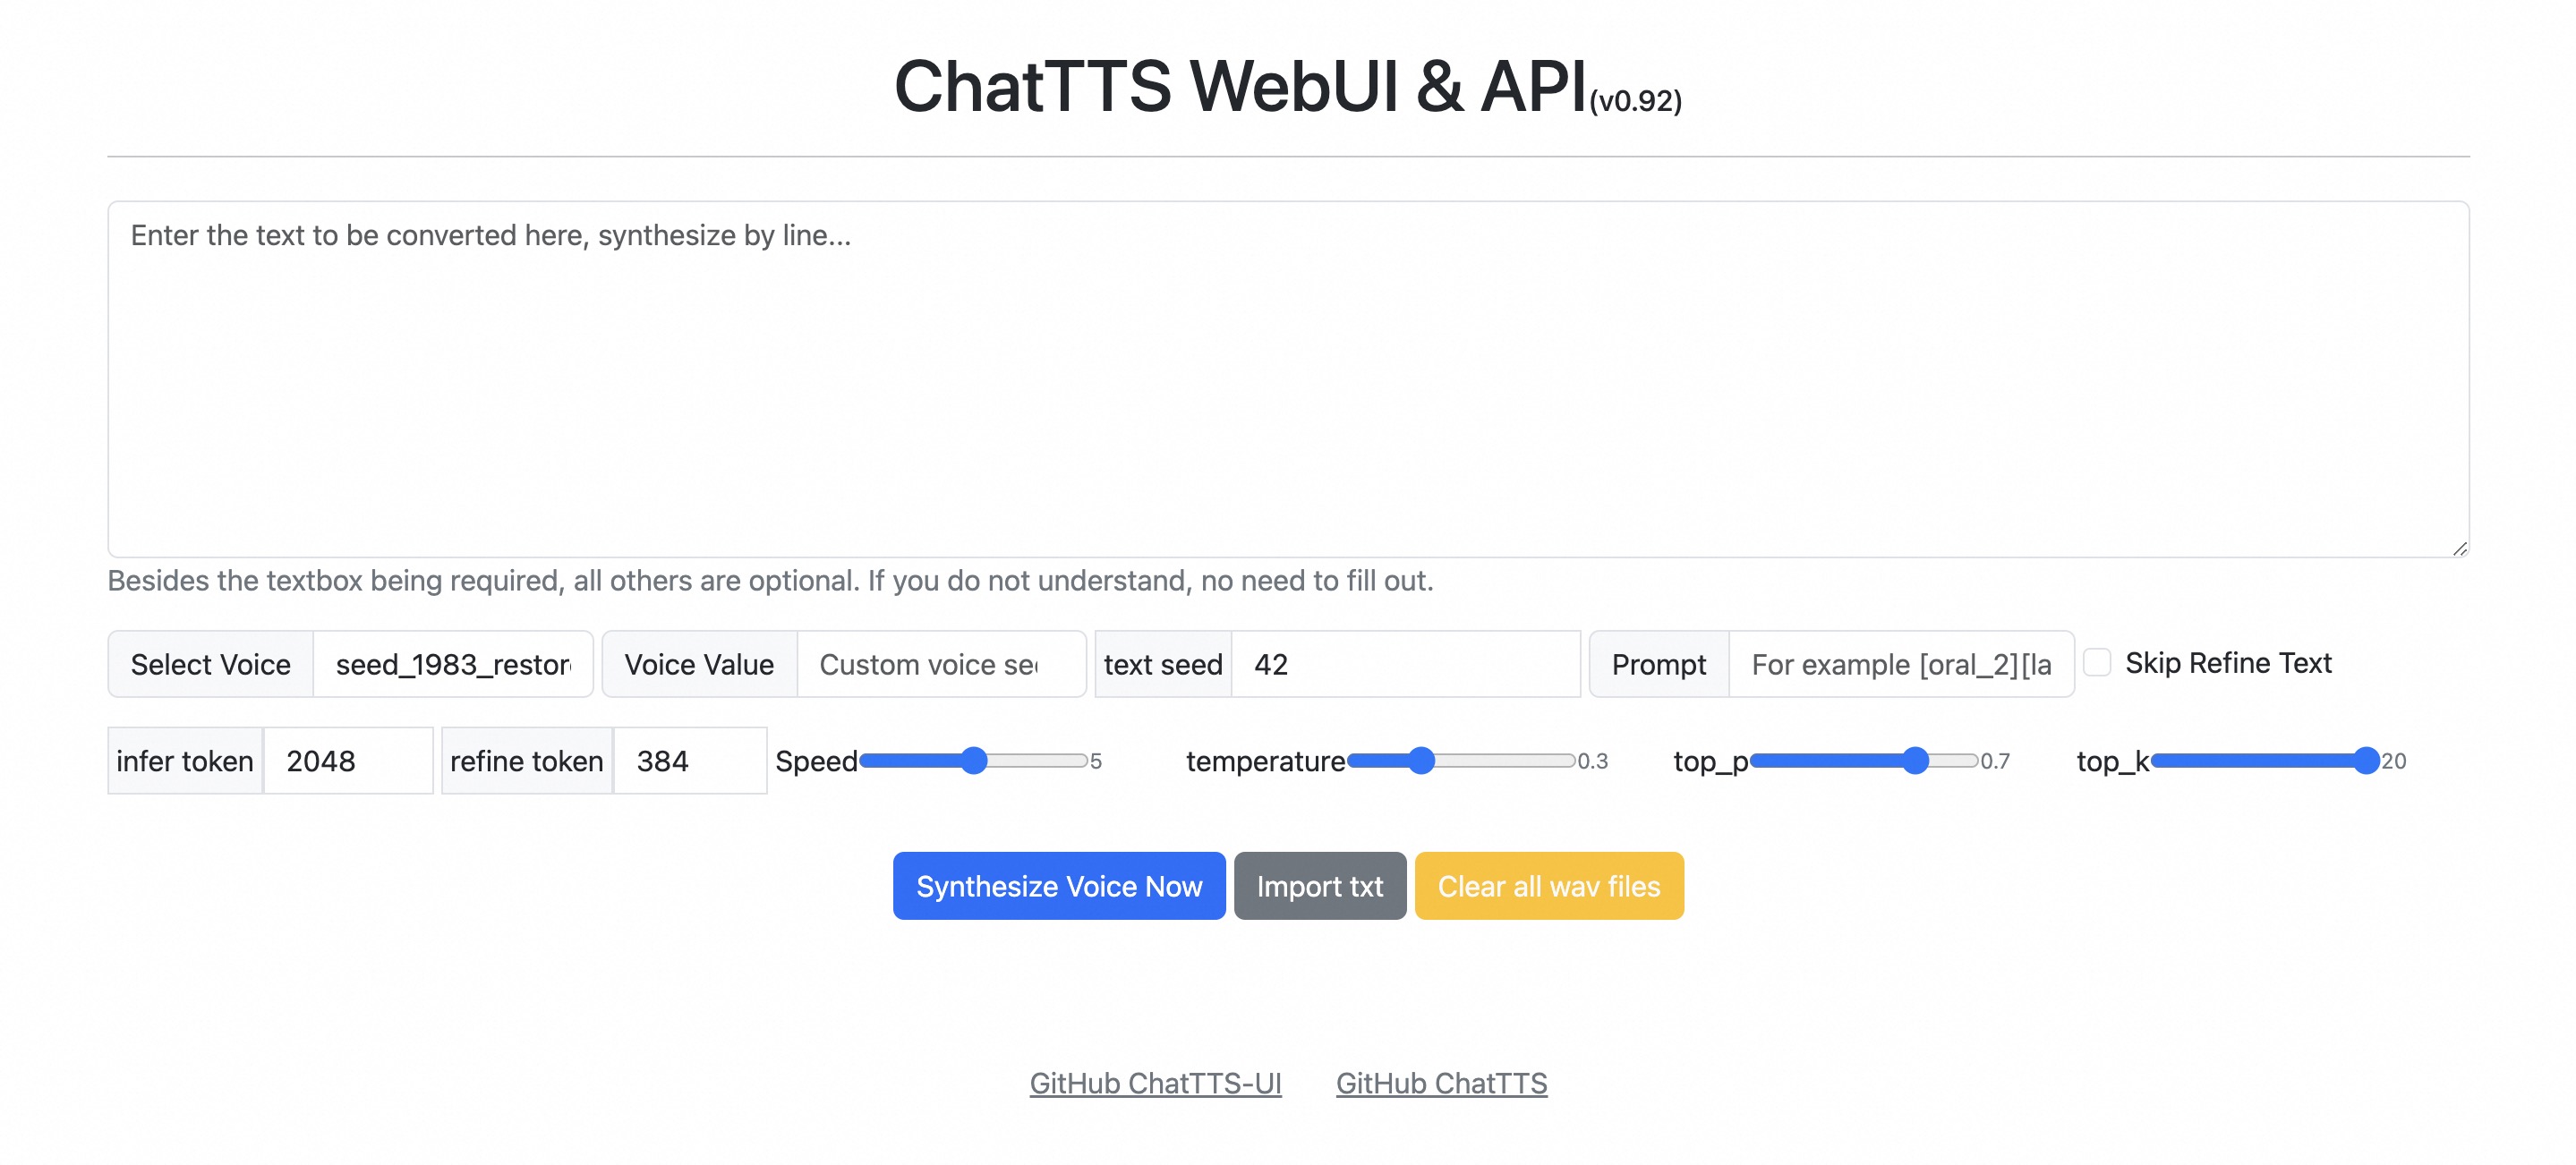 ChatTTS WebUI & API(v0.92)
Enter the text to be converted here, synthesize by line...
Besides the textbox being required, all others are optional. If you do not understand, no need to fill out.
Select Voice seed_1983_restor Voice Value Custom voice se text seed 42 Prompt For example [oral_2][la Skip Refine Text
infer token 2048 refine token 384 Speed 5 temperature 0.3 top_p 0.7 top_k 20
Synthesize Voice Now Import txt Clear all wav files
GitHub ChatTTS-UI GitHub ChatTTS